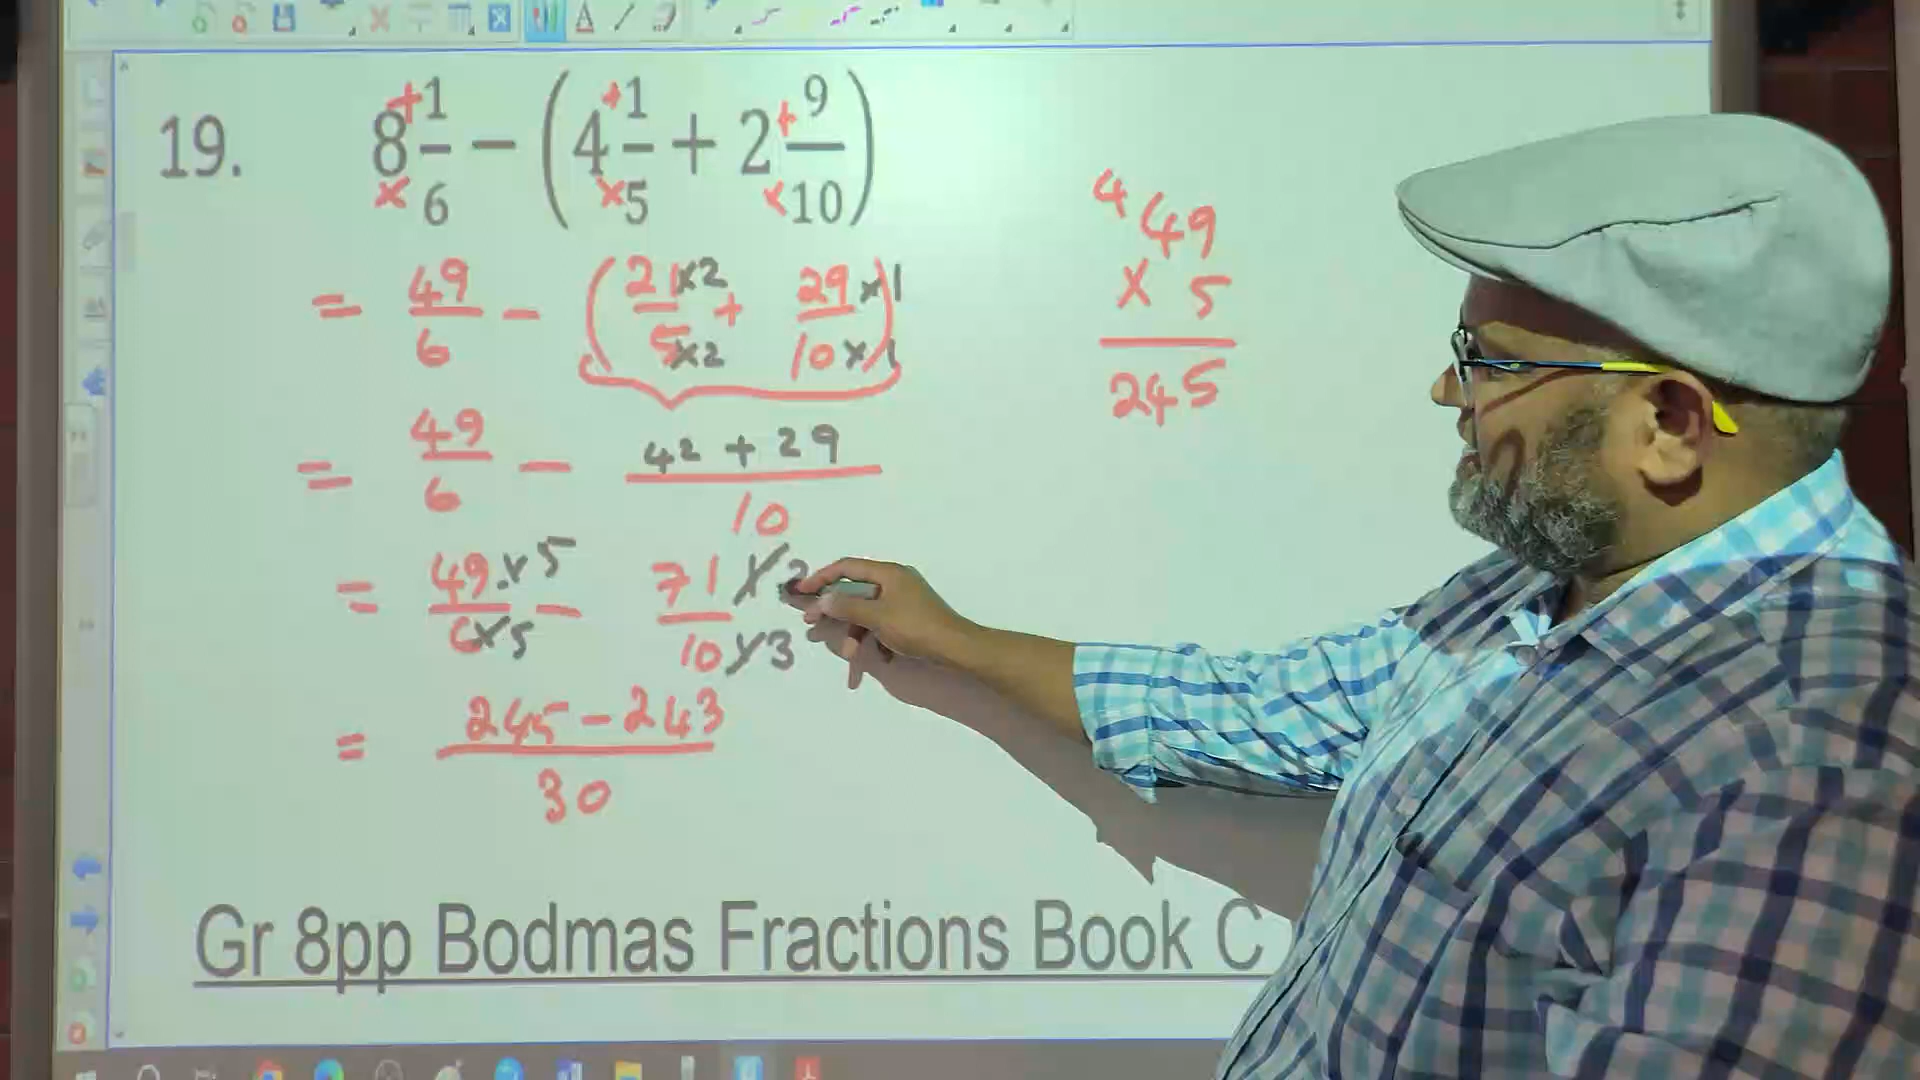 19. 8 1/6 − (4 1/5 + 2 9/10)
+ + +
× × ×
= 49/6 − (21×2/5×2 + 29×1/10×1)
= 49/6 − 42 + 29/10
= 49×5/6×5 − 71×3/10×3
= 245 − 243/30
4 49
× 5
245
Gr 8pp Bodmas Fractions Book C